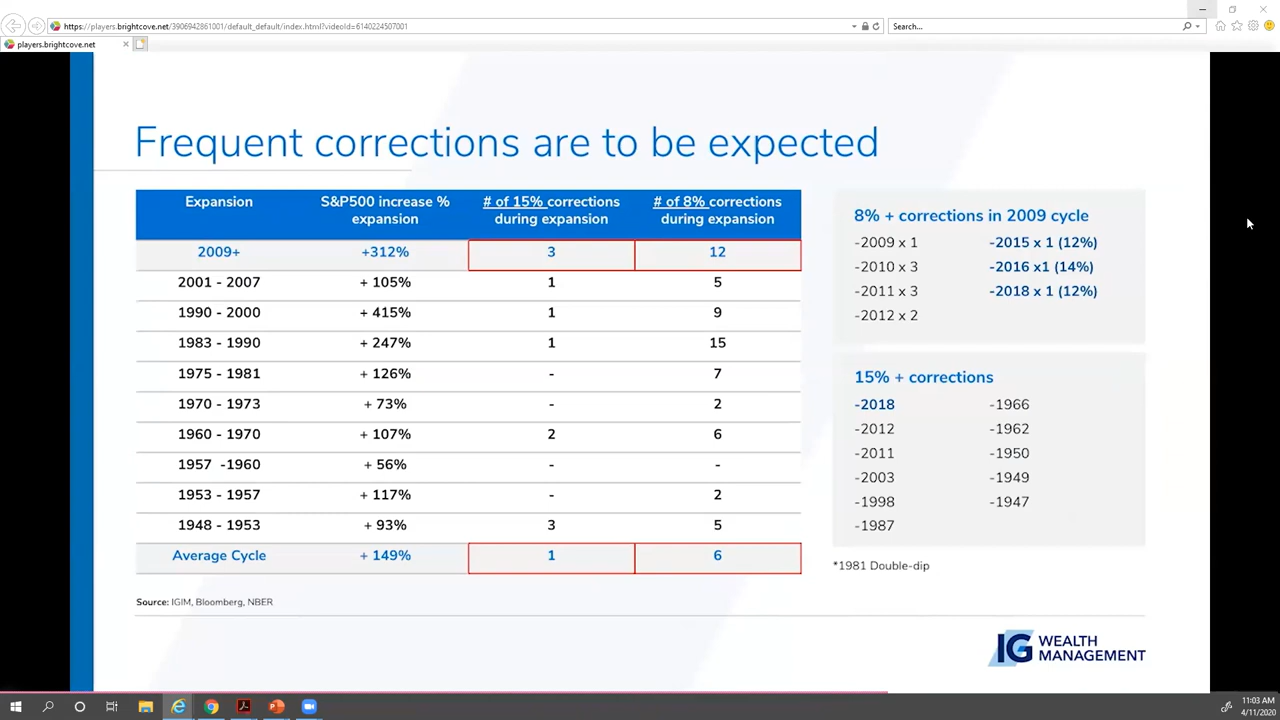 https://players.brightcove.net/3906942861001/default_default/index.html?videoId=6140224507001
Search...
players.brightcove.net
Frequent corrections are to be expected
Expansion S&P500 increase % expansion # of 15% corrections during expansion # of 8% corrections during expansion
2009+ +312% 3 12
2001 - 2007 + 105% 1 5
1990 - 2000 + 415% 1 9
1983 - 1990 + 247% 1 15
1975 - 1981 + 126% - 7
1970 - 1973 + 73% - 2
1960 - 1970 + 107% 2 6
1957 -1960 + 56% - -
1953 - 1957 + 117% - 2
1948 - 1953 + 93% 3 5
Average Cycle + 149% 1 6
Source: IGIM, Bloomberg, NBER
8% + corrections in 2009 cycle
-2009 x 1 -2015 x 1 (12%)
-2010 x 3 -2016 x1 (14%)
-2011 x 3 -2018 x 1 (12%)
-2012 x 2
15% + corrections
-2018 -1966
-2012 -1962
-2011 -1950
-2003 -1949
-1998 -1947
-1987
*1981 Double-dip
IG WEALTH
MANAGEMENT
11:03 AM
4/11/2020